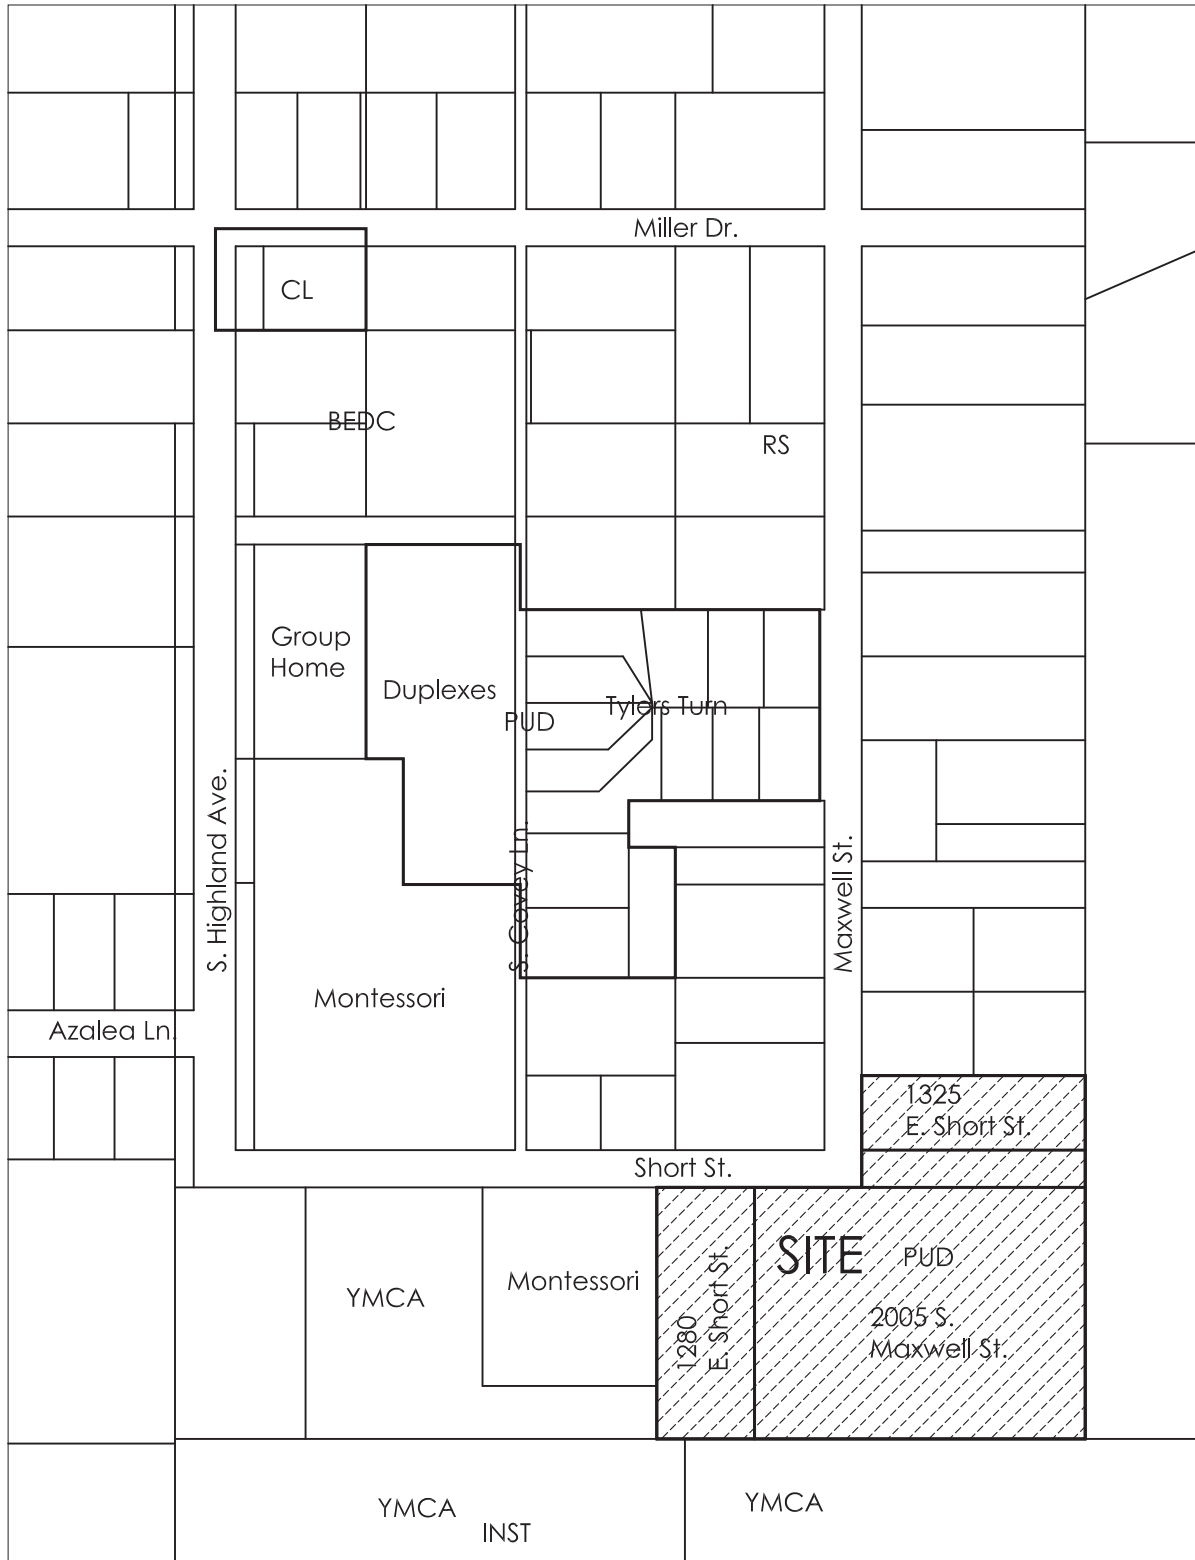 Miller Dr.
CL
BEDC
RS
Group
Home
Duplexes
PUD
Tylers Turn
S. Highland Ave.
S. Covey Ln.
Maxwell St.
Montessori
Azalea Ln.
1325
E. Short St.
Short St.
SITE
PUD
YMCA
Montessori
1280
E. Short St.
2005 S.
Maxwell St.
YMCA
INST
YMCA